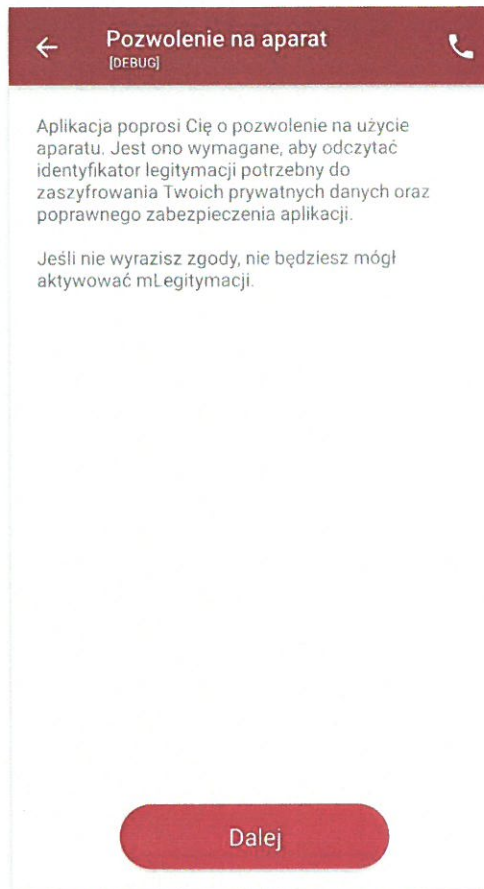 Pozwolenie na aparat
[DEBUG]
Aplikacja poprosi Cię o pozwolenie na użycie
aparatu. Jest ono wymagane, aby odczytać
identyfikator legitymacji potrzebny do
zaszyfrowania Twoich prywatnych danych oraz
poprawnego zabezpieczenia aplikacji.
Jeśli nie wyrazisz zgody, nie będziesz mógł
aktywować mLegitymacji.
Dalej